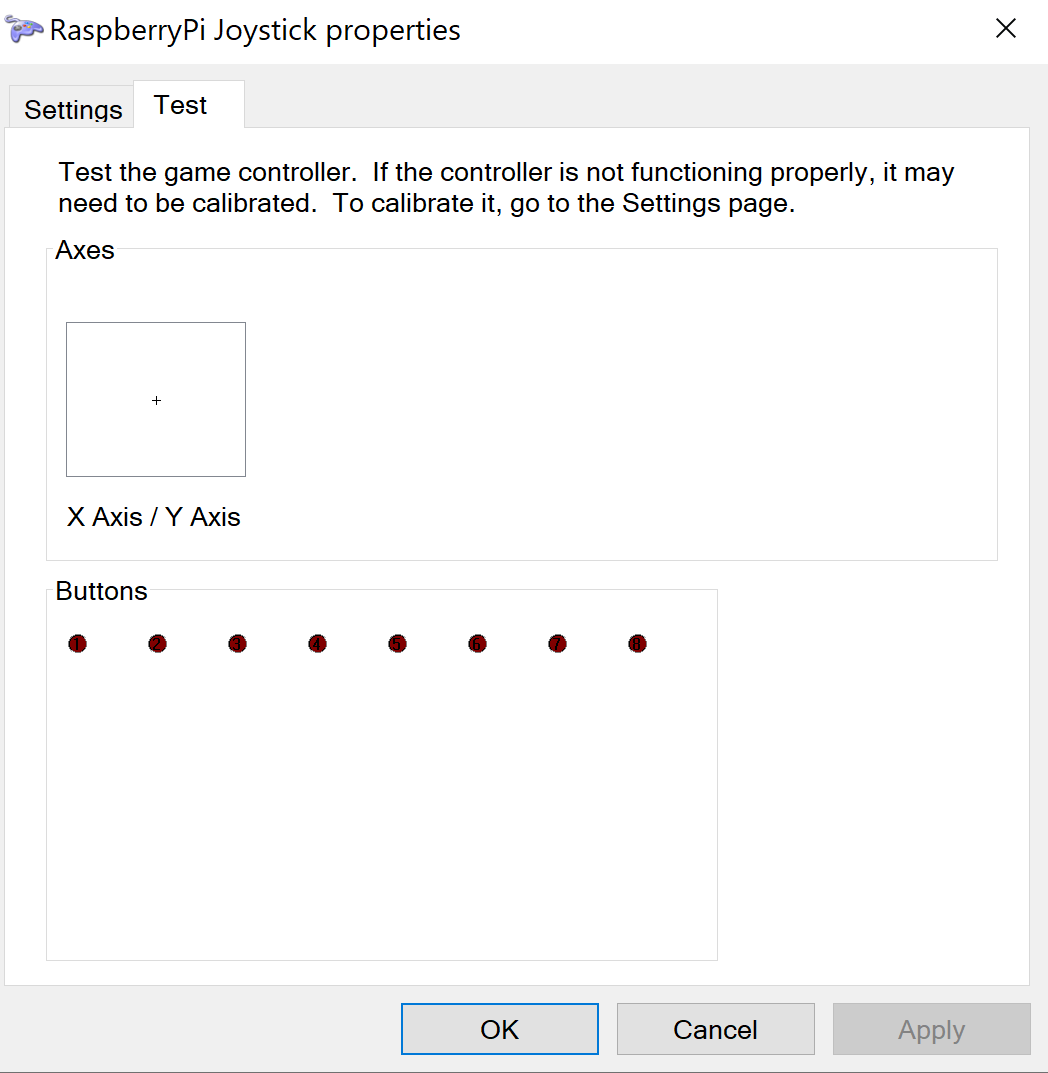 RaspberryPi Joystick properties
Settings
Test
Test the game controller.  If the controller is not functioning properly, it may
need to be calibrated.  To calibrate it, go to the Settings page.
Axes
X Axis / Y Axis
Buttons
1 2 3 4 5 6 7 8
OK
Cancel
Apply